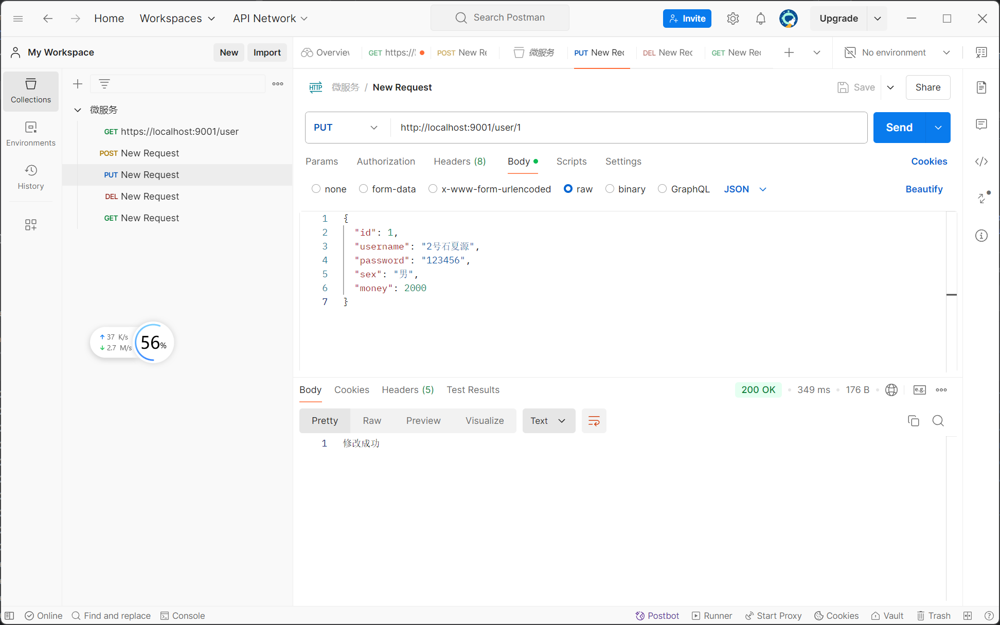 Home Workspaces API Network Search Postman Invite Upgrade
My Workspace New Import
Overview GET https://l POST New Re 微服务 PUT New Rec DEL New Rec GET New Rec No environment
Collections
Environments
History
微服务
GET https://localhost:9001/user
POST New Request
PUT New Request
DEL New Request
GET New Request
↑ 37 K/s
↓ 2.7 M/s
56%
HTTP 微服务 / New Request Save Share
PUT http://localhost:9001/user/1 Send
Params Authorization Headers (8) Body Scripts Settings Cookies
none form-data x-www-form-urlencoded raw binary GraphQL JSON Beautify
1 {
2 "id": 1,
3 "username": "2号石夏源",
4 "password": "123456",
5 "sex": "男",
6 "money": 2000
7 }
Body Cookies Headers (5) Test Results 200 OK • 349 ms • 176 B e.g.
Pretty Raw Preview Visualize Text
1 修改成功
Online Find and replace Console Postbot Runner Start Proxy Cookies Vault Trash